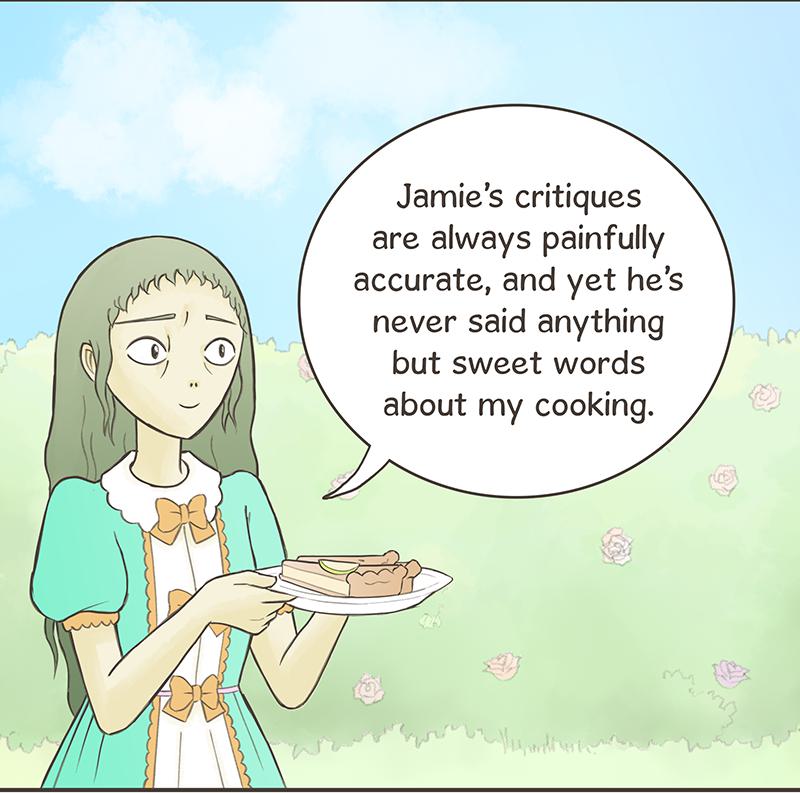 Jamie's critiques
are always painfully
accurate, and yet he's
never said anything
but sweet words
about my cooking.